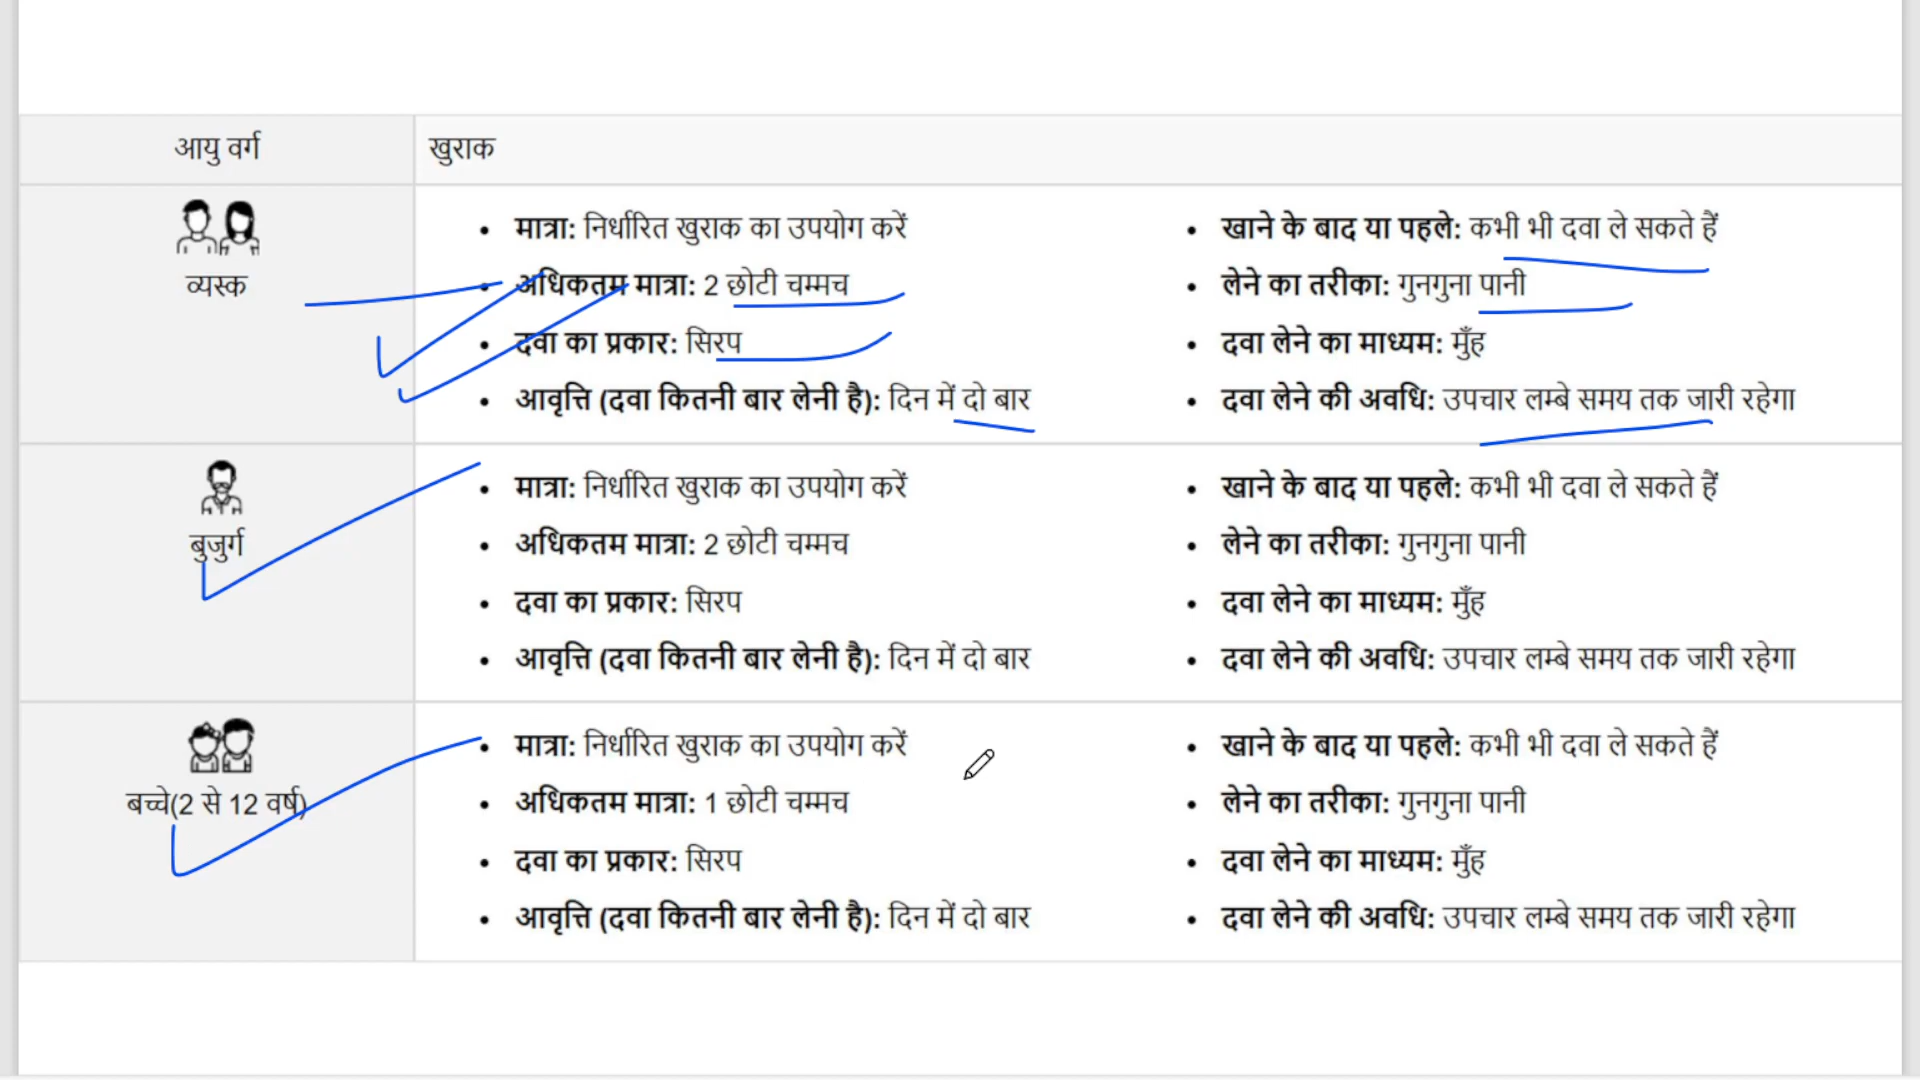 आयु वर्ग
खुराक
व्यस्क
मात्रा: निर्धारित खुराक का उपयोग करें
अधिकतम मात्रा: 2 छोटी चम्मच
दवा का प्रकार: सिरप
आवृत्ति (दवा कितनी बार लेनी है): दिन में दो बार
खाने के बाद या पहले: कभी भी दवा ले सकते हैं
लेने का तरीका: गुनगुना पानी
दवा लेने का माध्यम: मुँह
दवा लेने की अवधि: उपचार लम्बे समय तक जारी रहेगा
बुजुर्ग
मात्रा: निर्धारित खुराक का उपयोग करें
अधिकतम मात्रा: 2 छोटी चम्मच
दवा का प्रकार: सिरप
आवृत्ति (दवा कितनी बार लेनी है): दिन में दो बार
खाने के बाद या पहले: कभी भी दवा ले सकते हैं
लेने का तरीका: गुनगुना पानी
दवा लेने का माध्यम: मुँह
दवा लेने की अवधि: उपचार लम्बे समय तक जारी रहेगा
बच्चे(2 से 12 वर्ष)
मात्रा: निर्धारित खुराक का उपयोग करें
अधिकतम मात्रा: 1 छोटी चम्मच
दवा का प्रकार: सिरप
आवृत्ति (दवा कितनी बार लेनी है): दिन में दो बार
खाने के बाद या पहले: कभी भी दवा ले सकते हैं
लेने का तरीका: गुनगुना पानी
दवा लेने का माध्यम: मुँह
दवा लेने की अवधि: उपचार लम्बे समय तक जारी रहेगा